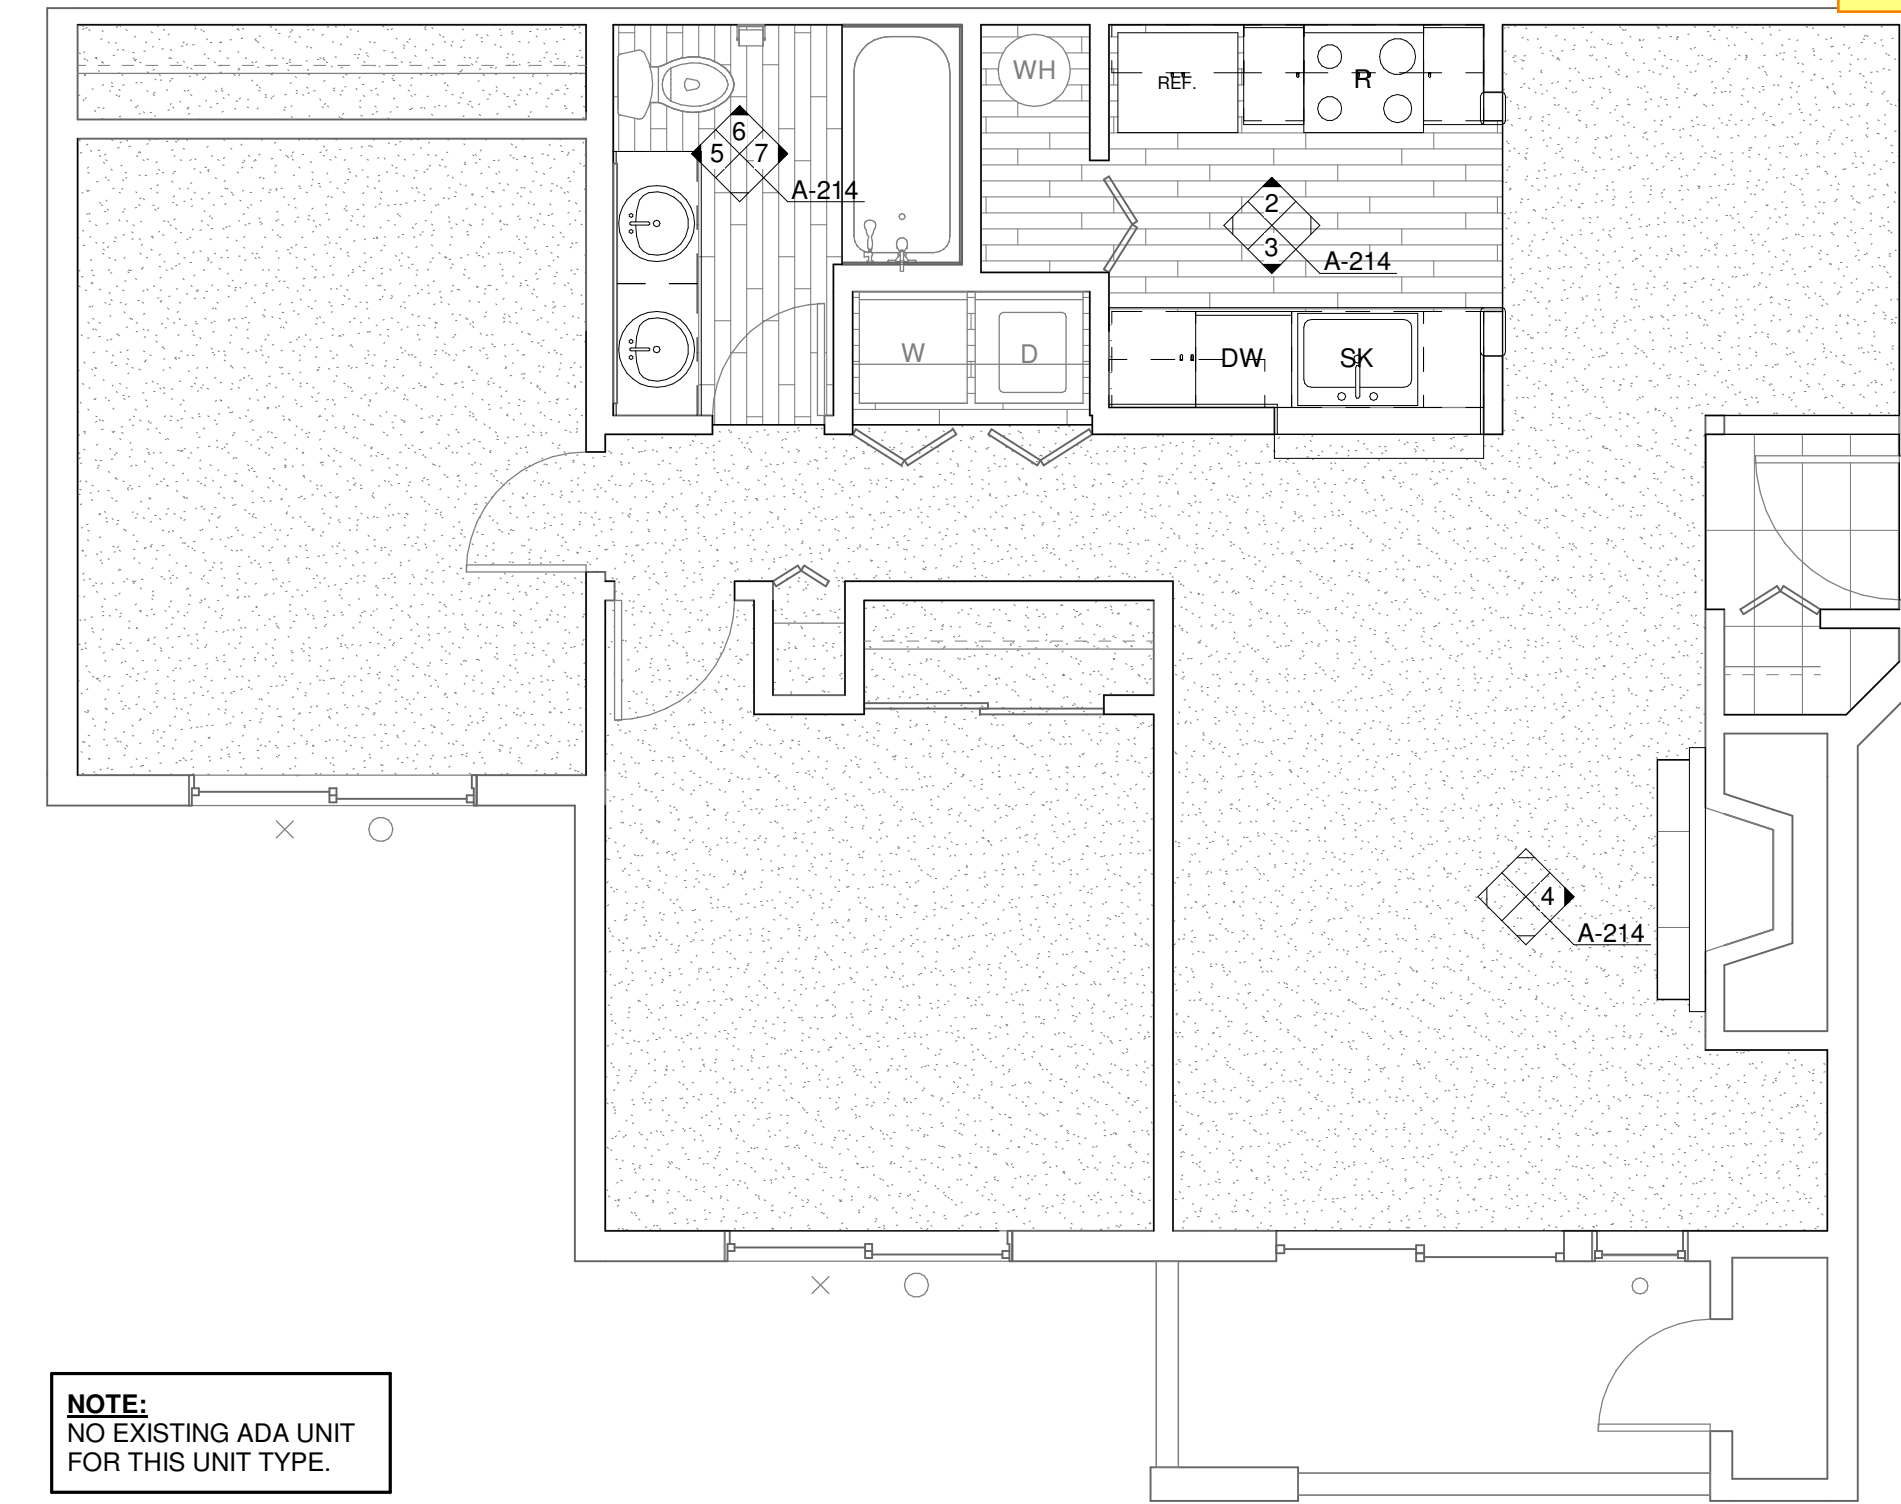 WH
REF.
R
6
5
7
A-214
2
3
A-214
W
D
DW
SK
4
A-214
NOTE:
NO EXISTING ADA UNIT
FOR THIS UNIT TYPE.